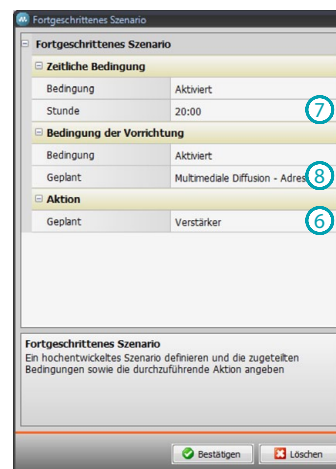 Fortgeschrittenes Szenario
Fortgeschrittenes Szenario
Zeitliche Bedingung
Bedingung Aktiviert
Stunde 20:00 7
Bedingung der Vorrichtung
Bedingung Aktiviert
Geplant Multimediale Diffusion - Adres 8
Aktion
Geplant Verstärker 6
Fortgeschrittenes Szenario
Ein hochentwickeltes Szenario definieren und die zugeteilten
Bedingungen sowie die durchzuführende Aktion angeben
Bestätigen Löschen